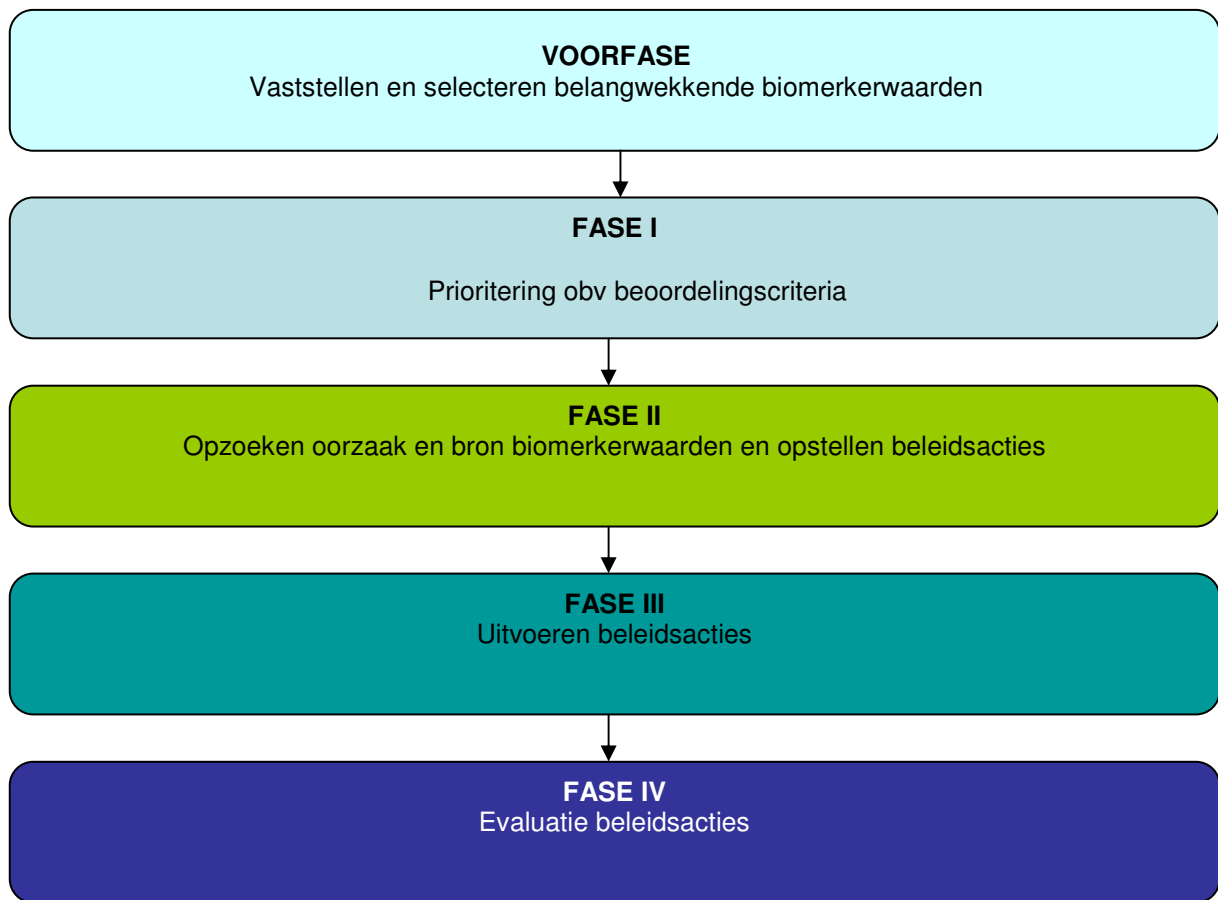 VOORFASE
Vaststellen en selecteren belangwekkende biomerkerwaarden
FASE I
Prioritering obv beoordelingscriteria
FASE II
Opzoeken oorzaak en bron biomerkerwaarden en opstellen beleidsacties
FASE III
Uitvoeren beleidsacties
FASE IV
Evaluatie beleidsacties